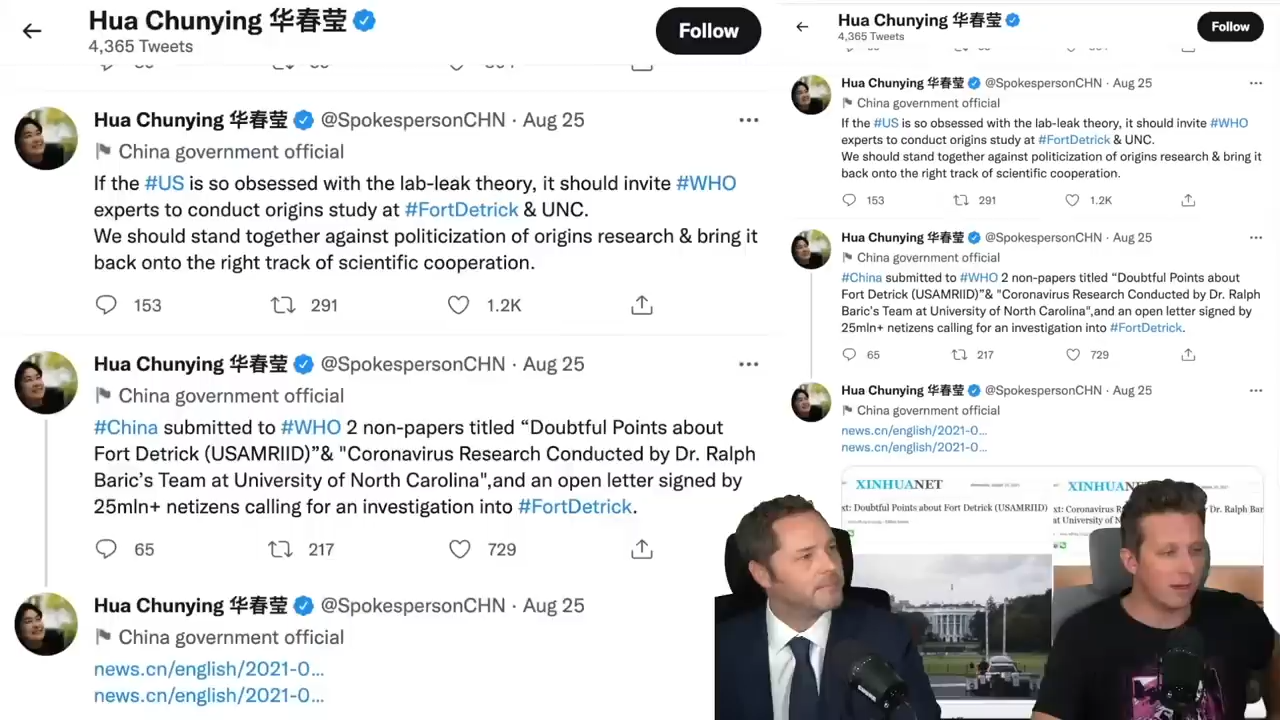 Hua Chunying 华春莹
4,365 Tweets
Follow
Hua Chunying 华春莹 @SpokespersonCHN · Aug 25
China government official
If the #US is so obsessed with the lab-leak theory, it should invite #WHO
experts to conduct origins study at #FortDetrick & UNC.
We should stand together against politicization of origins research & bring it
back onto the right track of scientific cooperation.
153 291 1.2K
Hua Chunying 华春莹 @SpokespersonCHN · Aug 25
China government official
#China submitted to #WHO 2 non-papers titled “Doubtful Points about
Fort Detrick (USAMRIID)”& "Coronavirus Research Conducted by Dr. Ralph
Baric’s Team at University of North Carolina",and an open letter signed by
25mln+ netizens calling for an investigation into #FortDetrick.
65 217 729
Hua Chunying 华春莹 @SpokespersonCHN · Aug 25
China government official
news.cn/english/2021-0...
news.cn/english/2021-0...
Hua Chunying 华春莹
4,365 Tweets
Follow
Hua Chunying 华春莹 @SpokespersonCHN · Aug 25
China government official
If the #US is so obsessed with the lab-leak theory, it should invite #WHO
experts to conduct origins study at #FortDetrick & UNC.
We should stand together against politicization of origins research & bring it
back onto the right track of scientific cooperation.
153 291 1.2K
Hua Chunying 华春莹 @SpokespersonCHN · Aug 25
China government official
#China submitted to #WHO 2 non-papers titled “Doubtful Points about
Fort Detrick (USAMRIID)”& "Coronavirus Research Conducted by Dr. Ralph
Baric’s Team at University of North Carolina",and an open letter signed by
25mln+ netizens calling for an investigation into #FortDetrick.
65 217 729
Hua Chunying 华春莹 @SpokespersonCHN · Aug 25
China government official
news.cn/english/2021-0...
news.cn/english/2021-0...
XINHUANET
xt: Doubtful Points about Fort Detrick (USAMRIID)
XINHUANE
xt: Coronavirus R Dr. Ralph Bar
at University of N